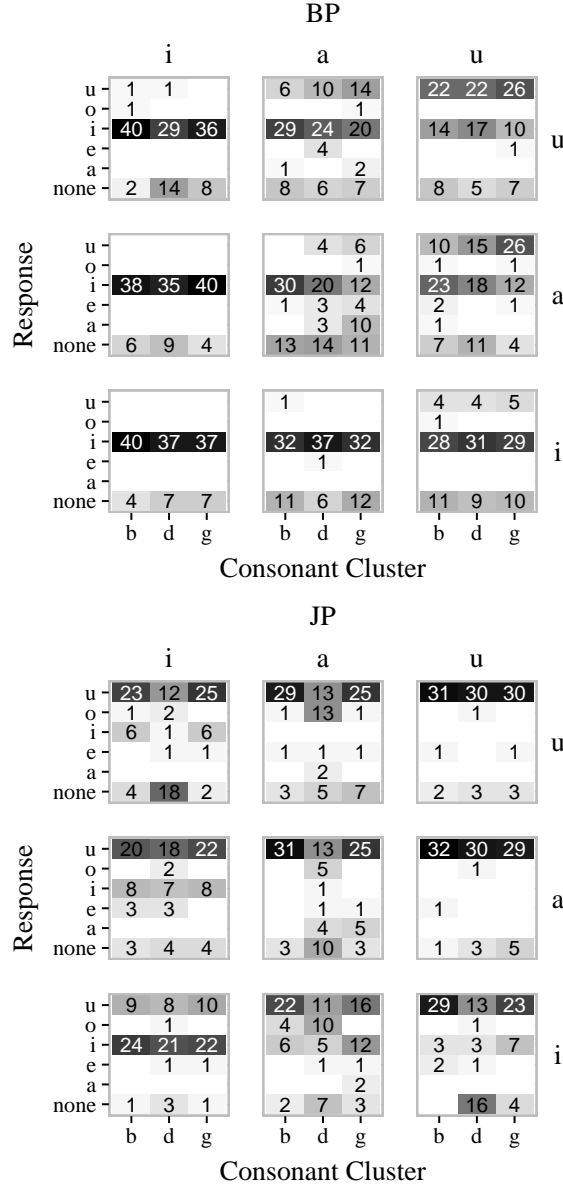 BP
i a u
u 1 1 6 10 14 22 22 26
o 1 1
i 40 29 36 29 24 20 14 17 10 u
e 4 1
a 1 2
none 2 14 8 8 6 7 8 5 7
u 4 6 10 15 26
o 1 1 1
i 38 35 40 30 20 12 23 18 12 a
e 1 3 4 2 1
a 3 10 1
none 6 9 4 13 14 11 7 11 4
Response
u 1 4 4 5
o 1
i 40 37 37 32 37 32 28 31 29 i
e 1
a
none 4 7 7 11 6 12 11 9 10
b d g b d g b d g
Consonant Cluster
JP
i a u
u 23 12 25 29 13 25 31 30 30
o 1 2 1 13 1 1
i 6 1 6 u
e 1 1 1 1 1 1 1
a 2
none 4 18 2 3 5 7 2 3 3
u 20 18 22 31 13 25 32 30 29
o 2 5 1
i 8 7 8 1 a
e 3 3 1 1 1
a 4 5
none 3 4 4 3 10 3 1 3 5
Response
u 9 8 10 22 11 16 29 13 23
o 1 4 10 1
i 24 21 22 6 5 12 3 3 7 i
e 1 1 1 1 2 1
a 2
none 1 3 1 2 7 3 16 4
b d g b d g b d g
Consonant Cluster